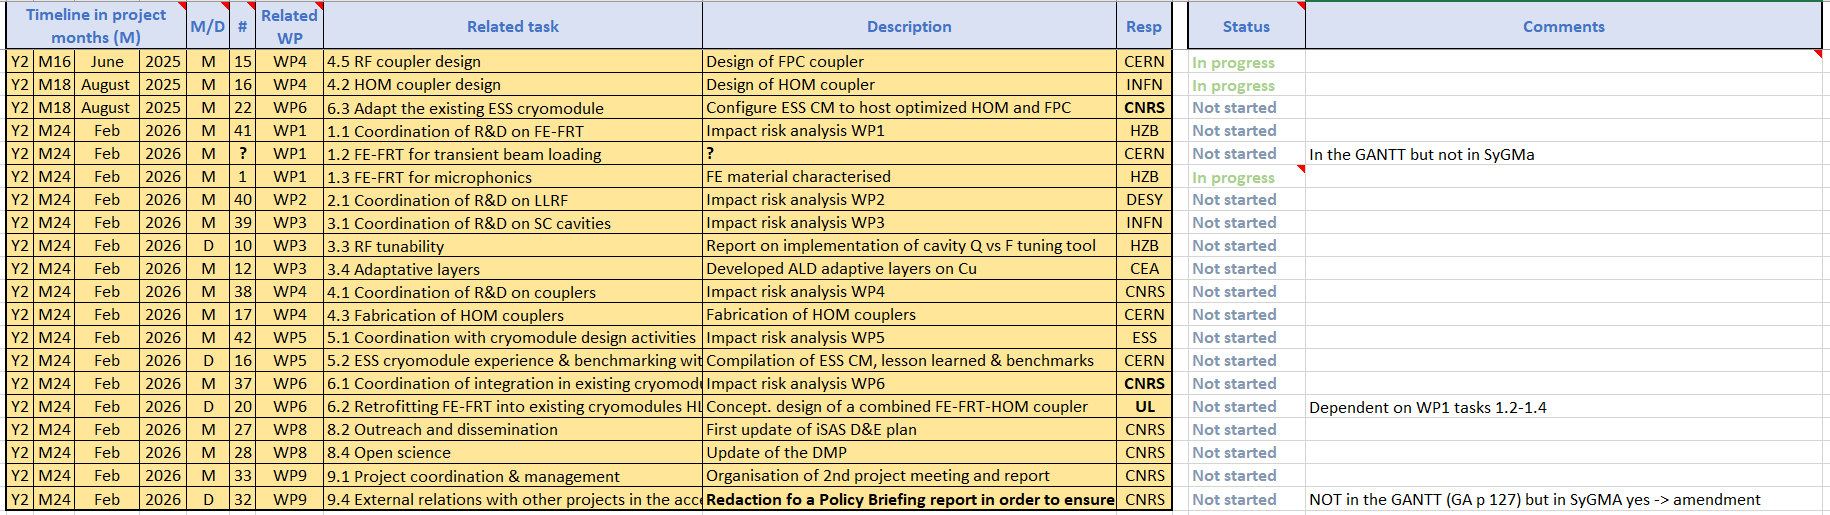 Timeline in project months (M) M/D # Related WP Related task Description Resp Status Comments
Y2 M16 June 2025 M 15 WP4 4.5 RF coupler design Design of FPC coupler CERN In progress
Y2 M18 August 2025 M 16 WP4 4.2 HOM coupler design Design of HOM coupler INFN In progress
Y2 M18 August 2025 M 22 WP6 6.3 Adapt the existing ESS cryomodule Configure ESS CM to host optimized HOM and FPC CNRS Not started
Y2 M24 Feb 2026 M 41 WP1 1.1 Coordination of R&D on FE-FRT Impact risk analysis WP1 HZB Not started
Y2 M24 Feb 2026 M ? WP1 1.2 FE-FRT for transient beam loading ? CERN Not started In the GANTT but not in SyGMa
Y2 M24 Feb 2026 M 1 WP1 1.3 FE-FRT for microphonics FE material characterised HZB In progress
Y2 M24 Feb 2026 M 40 WP2 2.1 Coordination of R&D on LLRF Impact risk analysis WP2 DESY Not started
Y2 M24 Feb 2026 M 39 WP3 3.1 Coordination of R&D on SC cavities Impact risk analysis WP3 INFN Not started
Y2 M24 Feb 2026 D 10 WP3 3.3 RF tunability Report on implementation of cavity Q vs F tuning tool HZB Not started
Y2 M24 Feb 2026 M 12 WP3 3.4 Adaptative layers Developed ALD adaptive layers on Cu CEA Not started
Y2 M24 Feb 2026 M 38 WP4 4.1 Coordination of R&D on couplers Impact risk analysis WP4 CNRS Not started
Y2 M24 Feb 2026 M 17 WP4 4.3 Fabrication of HOM couplers Fabrication of HOM couplers CERN Not started
Y2 M24 Feb 2026 M 42 WP5 5.1 Coordination with cryomodule design activities Impact risk analysis WP5 ESS Not started
Y2 M24 Feb 2026 D 16 WP5 5.2 ESS cryomodule experience & benchmarking wit Compilation of ESS CM, lesson learned & benchmarks CERN Not started
Y2 M24 Feb 2026 M 37 WP6 6.1 Coordination of integration in existing cryomodu Impact risk analysis WP6 CNRS Not started
Y2 M24 Feb 2026 D 20 WP6 6.2 Retrofitting FE-FRT into existing cryomodules HL Concept. design of a combined FE-FRT-HOM coupler UL Not started Dependent on WP1 tasks 1.2-1.4
Y2 M24 Feb 2026 M 27 WP8 8.2 Outreach and dissemination First update of iSAS D&E plan CNRS Not started
Y2 M24 Feb 2026 M 28 WP8 8.4 Open science Update of the DMP CNRS Not started
Y2 M24 Feb 2026 M 33 WP9 9.1 Project coordination & management Organisation of 2nd project meeting and report CNRS Not started
Y2 M24 Feb 2026 D 32 WP9 9.4 External relations with other projects in the acce Redaction fo a Policy Briefing report in order to ensure CNRS Not started NOT in the GANTT (GA p 127) but in SyGMA yes -> amendment